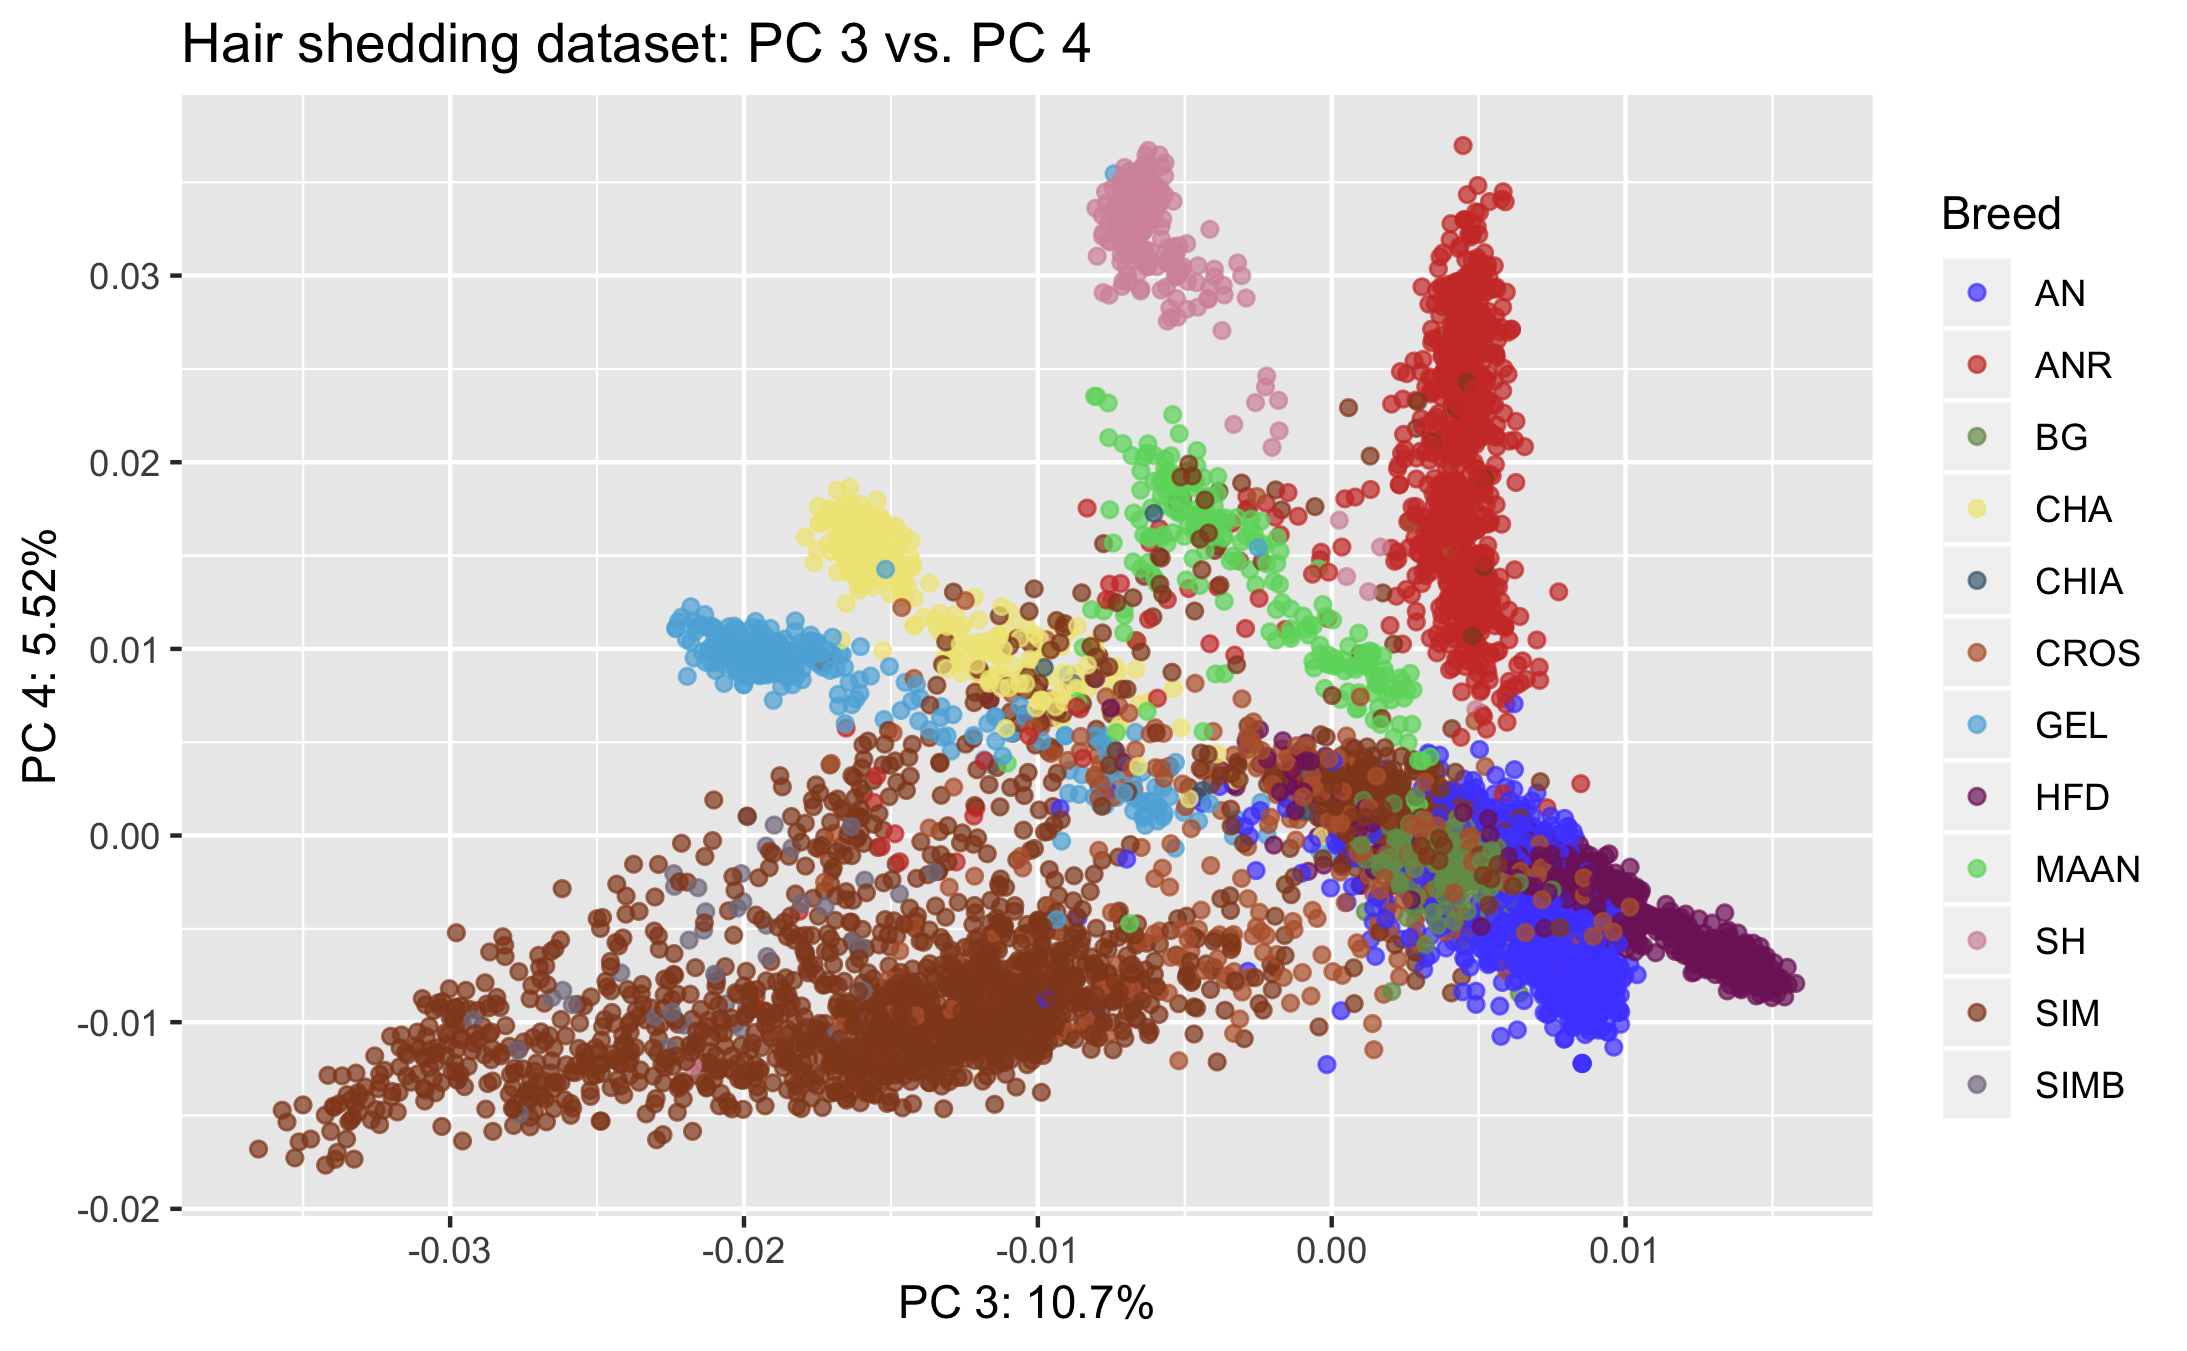 Hair shedding dataset: PC 3 vs. PC 4
PC 4: 5.52%
0.03
0.02
0.01
0.00
-0.01
-0.02
-0.03
-0.02
-0.01
0.00
0.01
PC 3: 10.7%
Breed
AN
ANR
BG
CHA
CHIA
CROS
GEL
HFD
MAAN
SH
SIM
SIMB